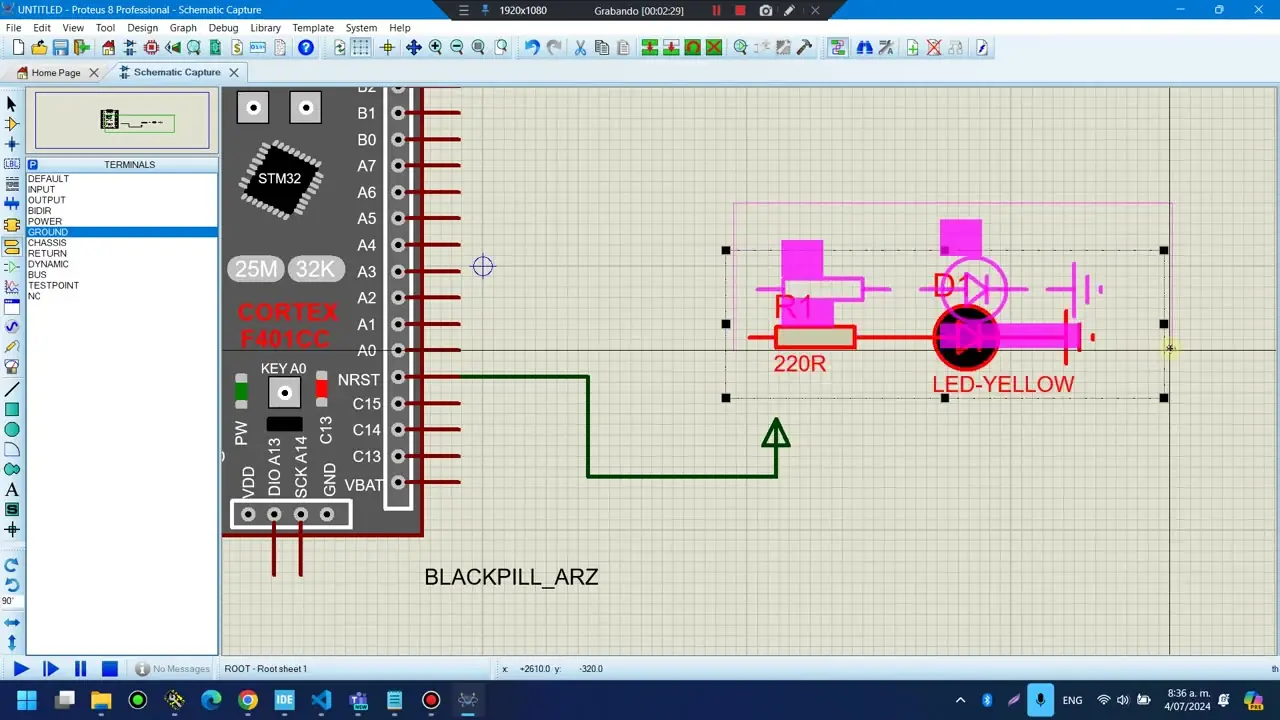 UNTITLED - Proteus 8 Professional - Schematic Capture
1920x1080
Grabando [00:02:29]
File Edit View Tool Design Graph Debug Library Template System Help
Home Page
Schematic Capture
P
TERMINALS
DEFAULT
INPUT
OUTPUT
BIDIR
POWER
GROUND
CHASSIS
RETURN
DYNAMIC
BUS
TESTPOINT
NC
LBL
A
S
90°
B2
B1
B0
A7
A6
A5
A4
A3
A2
A1
A0
NRST
C15
C14
C13
VBAT
STM32
25M
32K
CORTEX
F401CC
KEY A0
PW
C13
VDD
DIO A13
SCK A14
GND
BLACKPILL_ARZ
R1
220R
D1
LED-YELLOW
No Messages
ROOT - Root sheet 1
x: +2610.0 y: -320.0
th
IDE
ENG
8:36 a. m.
4/07/2024